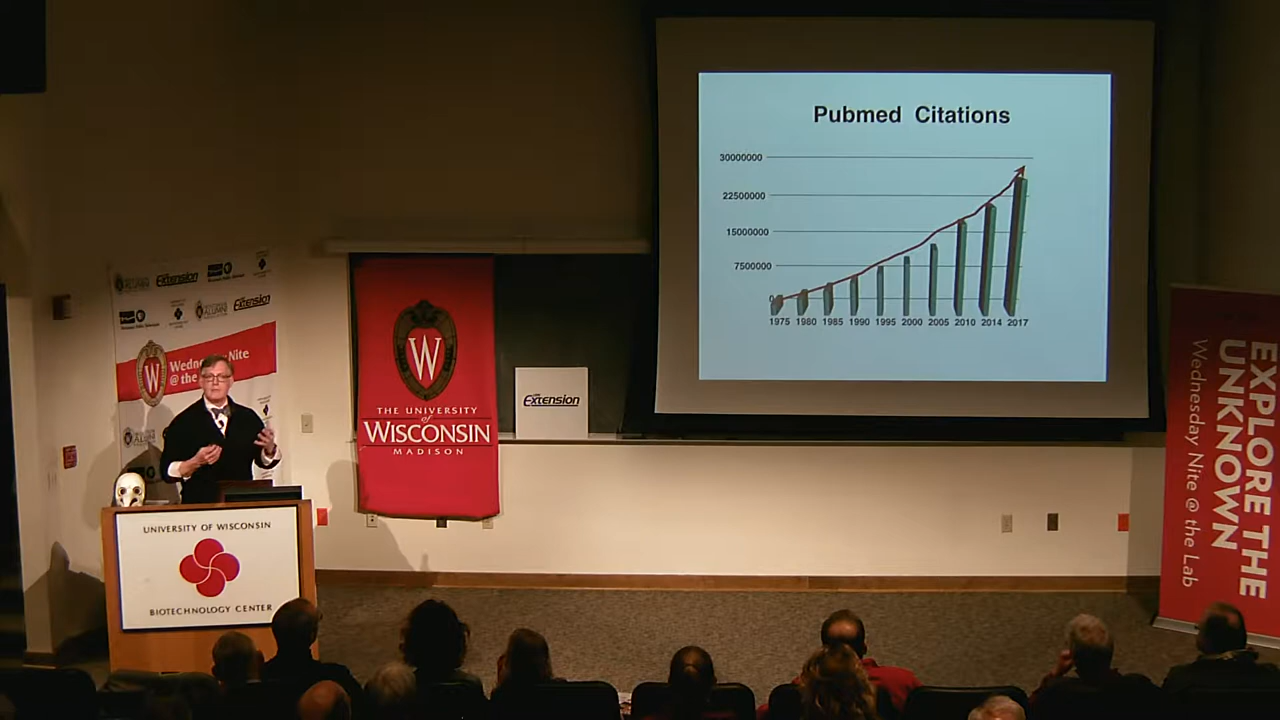 Pubmed Citations
30000000
22500000
15000000
7500000
0
1975 1980 1985 1990 1995 2000 2005 2010 2014 2017
Extension
ALUMNI
Extension
Wednesday Nite
@ the
W
W
THE UNIVERSITY
of
WISCONSIN
MADISON
Extension
UNIVERSITY OF WISCONSIN
BIOTECHNOLOGY CENTER
EXPLORE THE
UNKNOWN
Wednesday Nite @ the Lab